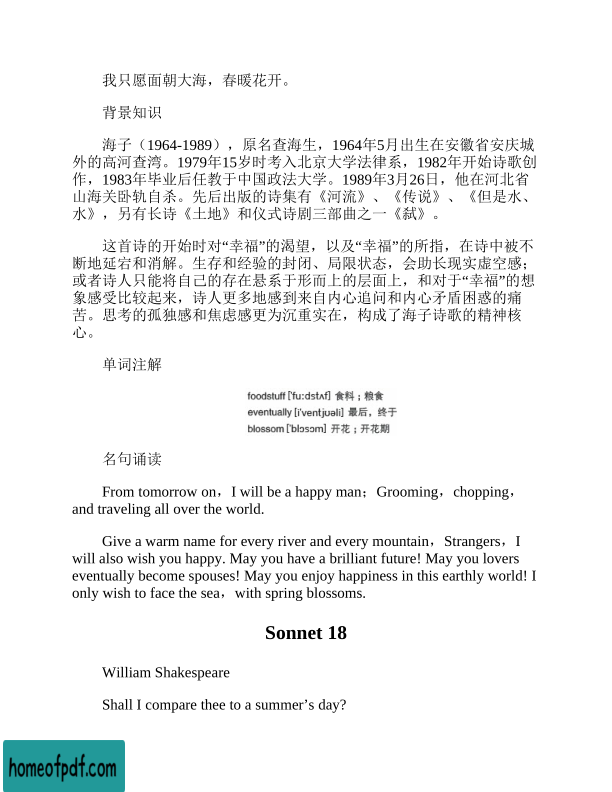 我只愿面朝大海，春暖花开。
背景知识
海子（1964-1989），原名查海生，1964年5月出生在安徽省安庆城
外的高河查湾。1979年15岁时考入北京大学法律系，1982年开始诗歌创
作，1983年毕业后任教于中国政法大学。1989年3月26日，他在河北省
山海关卧轨自杀。先后出版的诗集有《河流》、《传说》、《但是水、
水》，另有长诗《土地》和仪式诗剧三部曲之一《弑》。
这首诗的开始时对“幸福”的渴望，以及“幸福”的所指，在诗中被不
断地延宕和消解。生存和经验的封闭、局限状态，会助长现实虚空感；
或者诗人只能将自己的存在悬系于形而上的层面上，和对于“幸福”的想
象感受比较起来，诗人更多地感到来自内心追问和内心矛盾困惑的痛
苦。思考的孤独感和焦虑感更为沉重实在，构成了海子诗歌的精神核
心。
单词注解
foodstuff ['fuːdstʌf] 食料；粮食
eventually [i'ventjuəli] 最后，终于
blossom ['blɔsɔm] 开花；开花期
名句诵读
From tomorrow on，I will be a happy man；Grooming，chopping，
and traveling all over the world.
Give a warm name for every river and every mountain，Strangers，I
will also wish you happy. May you have a brilliant future! May you lovers
eventually become spouses! May you enjoy happiness in this earthly world! I
only wish to face the sea，with spring blossoms.
Sonnet 18
William Shakespeare
Shall I compare thee to a summer’s day?
homeofpdf.com